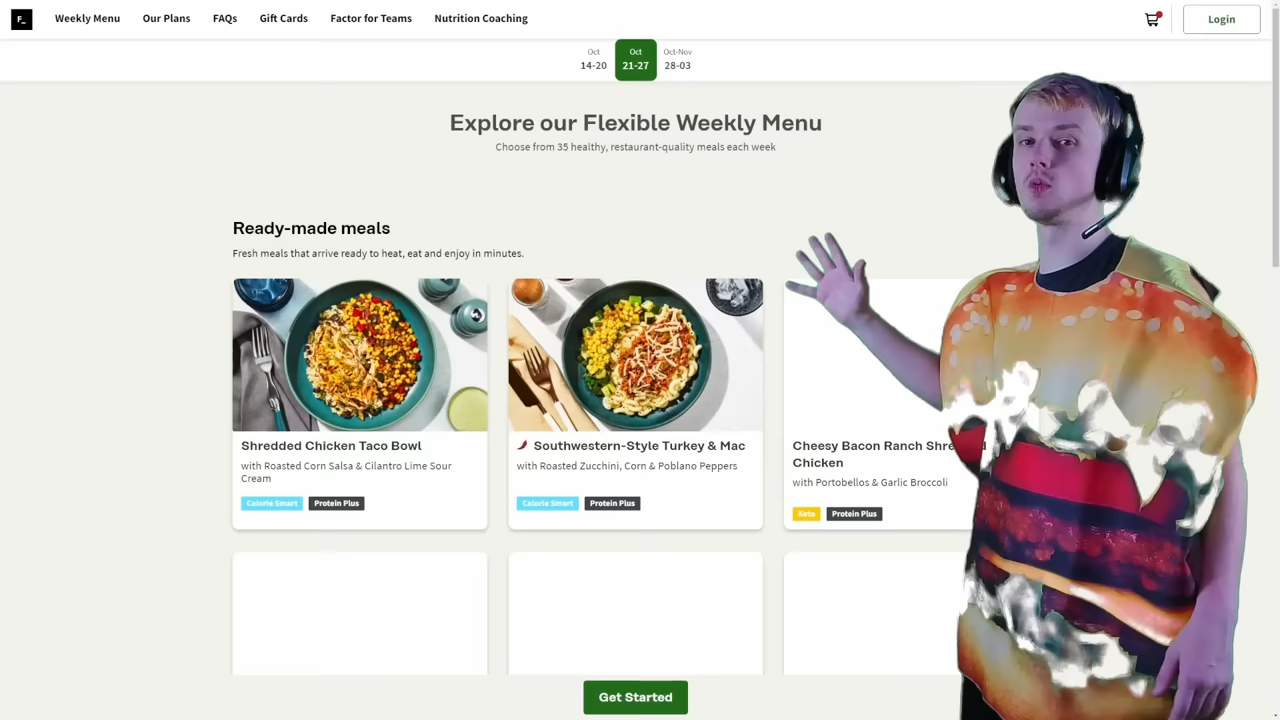 F_
Weekly Menu
Our Plans
FAQs
Gift Cards
Factor for Teams
Nutrition Coaching
Login
Oct
14-20
Oct
21-27
Oct-Nov
28-03
Explore our Flexible Weekly Menu
Choose from 35 healthy, restaurant-quality meals each week
Ready-made meals
Fresh meals that arrive ready to heat, eat and enjoy in minutes.
Shredded Chicken Taco Bowl
with Roasted Corn Salsa & Cilantro Lime Sour
Cream
Calorie Smart
Protein Plus
Southwestern-Style Turkey & Mac
with Roasted Zucchini, Corn & Poblano Peppers
Calorie Smart
Protein Plus
Cheesy Bacon Ranch
Chicken
with Portobellos & Garlic Broccoli
Keto
Protein Plus
Get Started